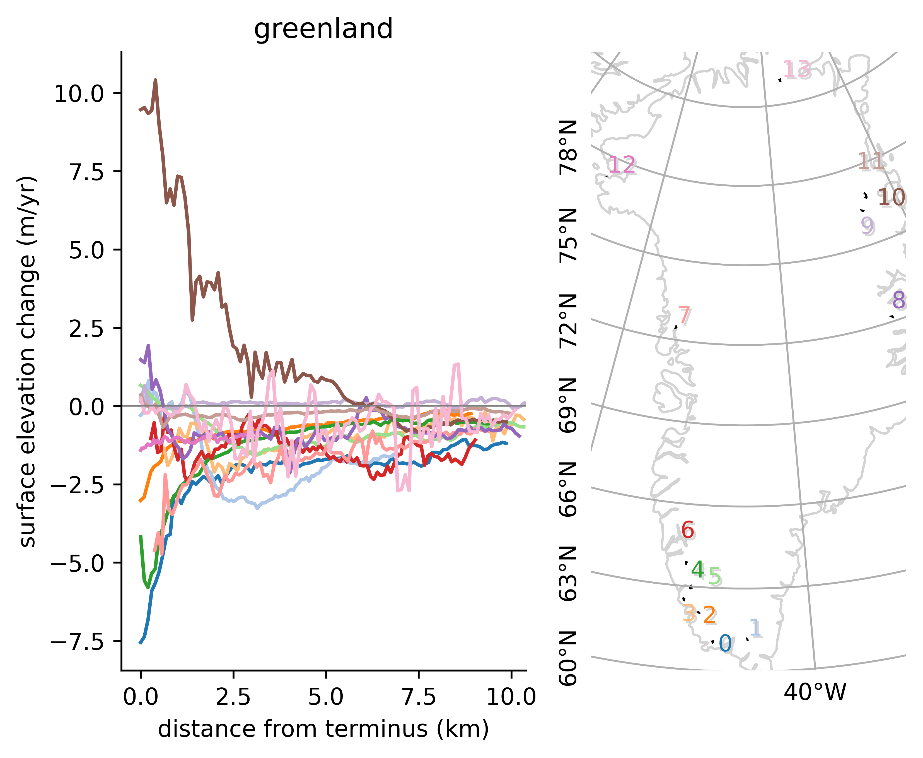 greenland
surface elevation change (m/yr)
10.0
7.5
5.0
2.5
0.0
−2.5
−5.0
−7.5
0.0 2.5 5.0 7.5 10.0
distance from terminus (km)
78°N
75°N
72°N
69°N
66°N
63°N
60°N
40°W
13
12
11
10
9
8
7
6
4 5
3 2
1
0